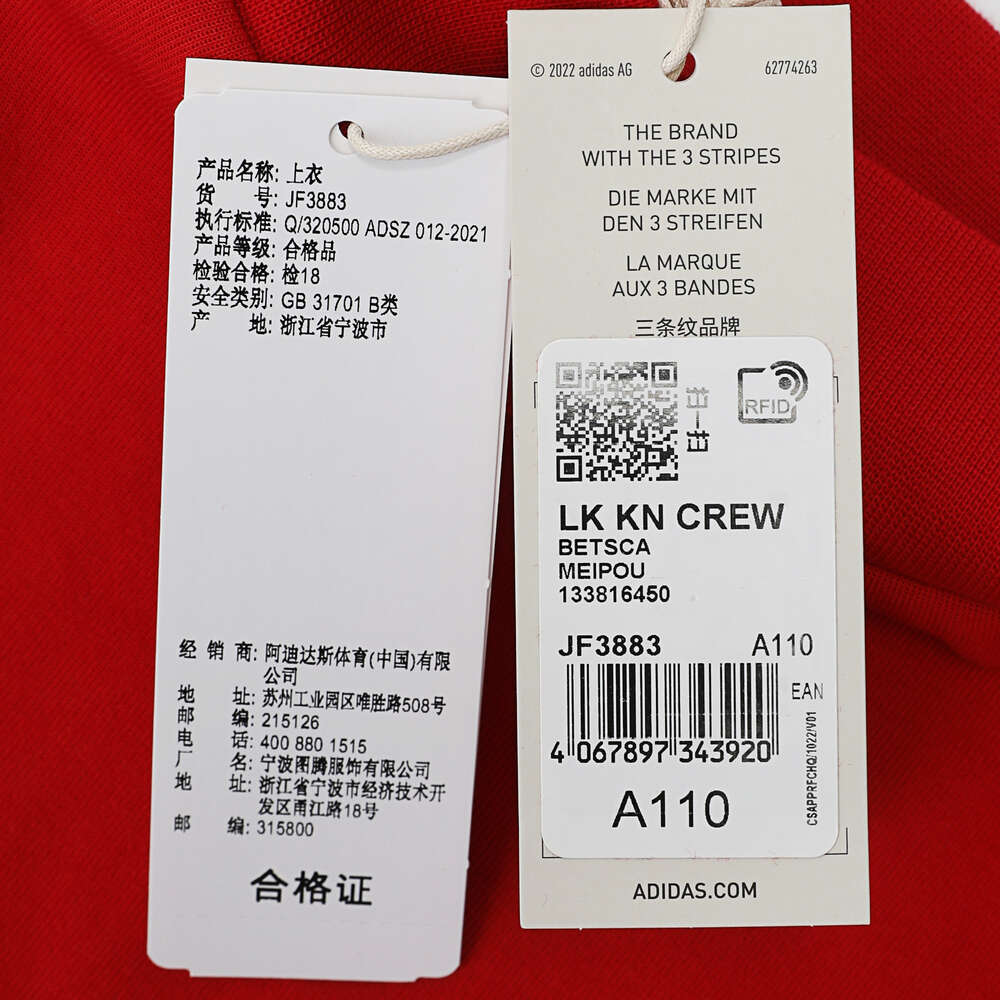 产品名称: 上衣
货 号: JF3883
执行标准: Q/320500 ADSZ 012-2021
产品等级: 合格品
检验合格: 检18
安全类别: GB 31701 B类
产 地: 浙江省宁波市
经 销 商: 阿迪达斯体育(中国)有限
公司
地 址: 苏州工业园区唯胜路508号
邮 编: 215126
电 话: 400 880 1515
厂 名: 宁波图腾服饰有限公司
地 址: 浙江省宁波市经济技术开
发区甬江路18号
邮 编: 315800
合格证
© 2022 adidas AG 62774263
THE BRAND
WITH THE 3 STRIPES
DIE MARKE MIT
DEN 3 STREIFEN
LA MARQUE
AUX 3 BANDES
三条纹品牌
扫一扫
RFID
LK KN CREW
BETSCA
MEIPOU
133816450
JF3883 A110
EAN
4 067897 343920
CSAPPRFCHQ/1022/V01
A110
ADIDAS.COM